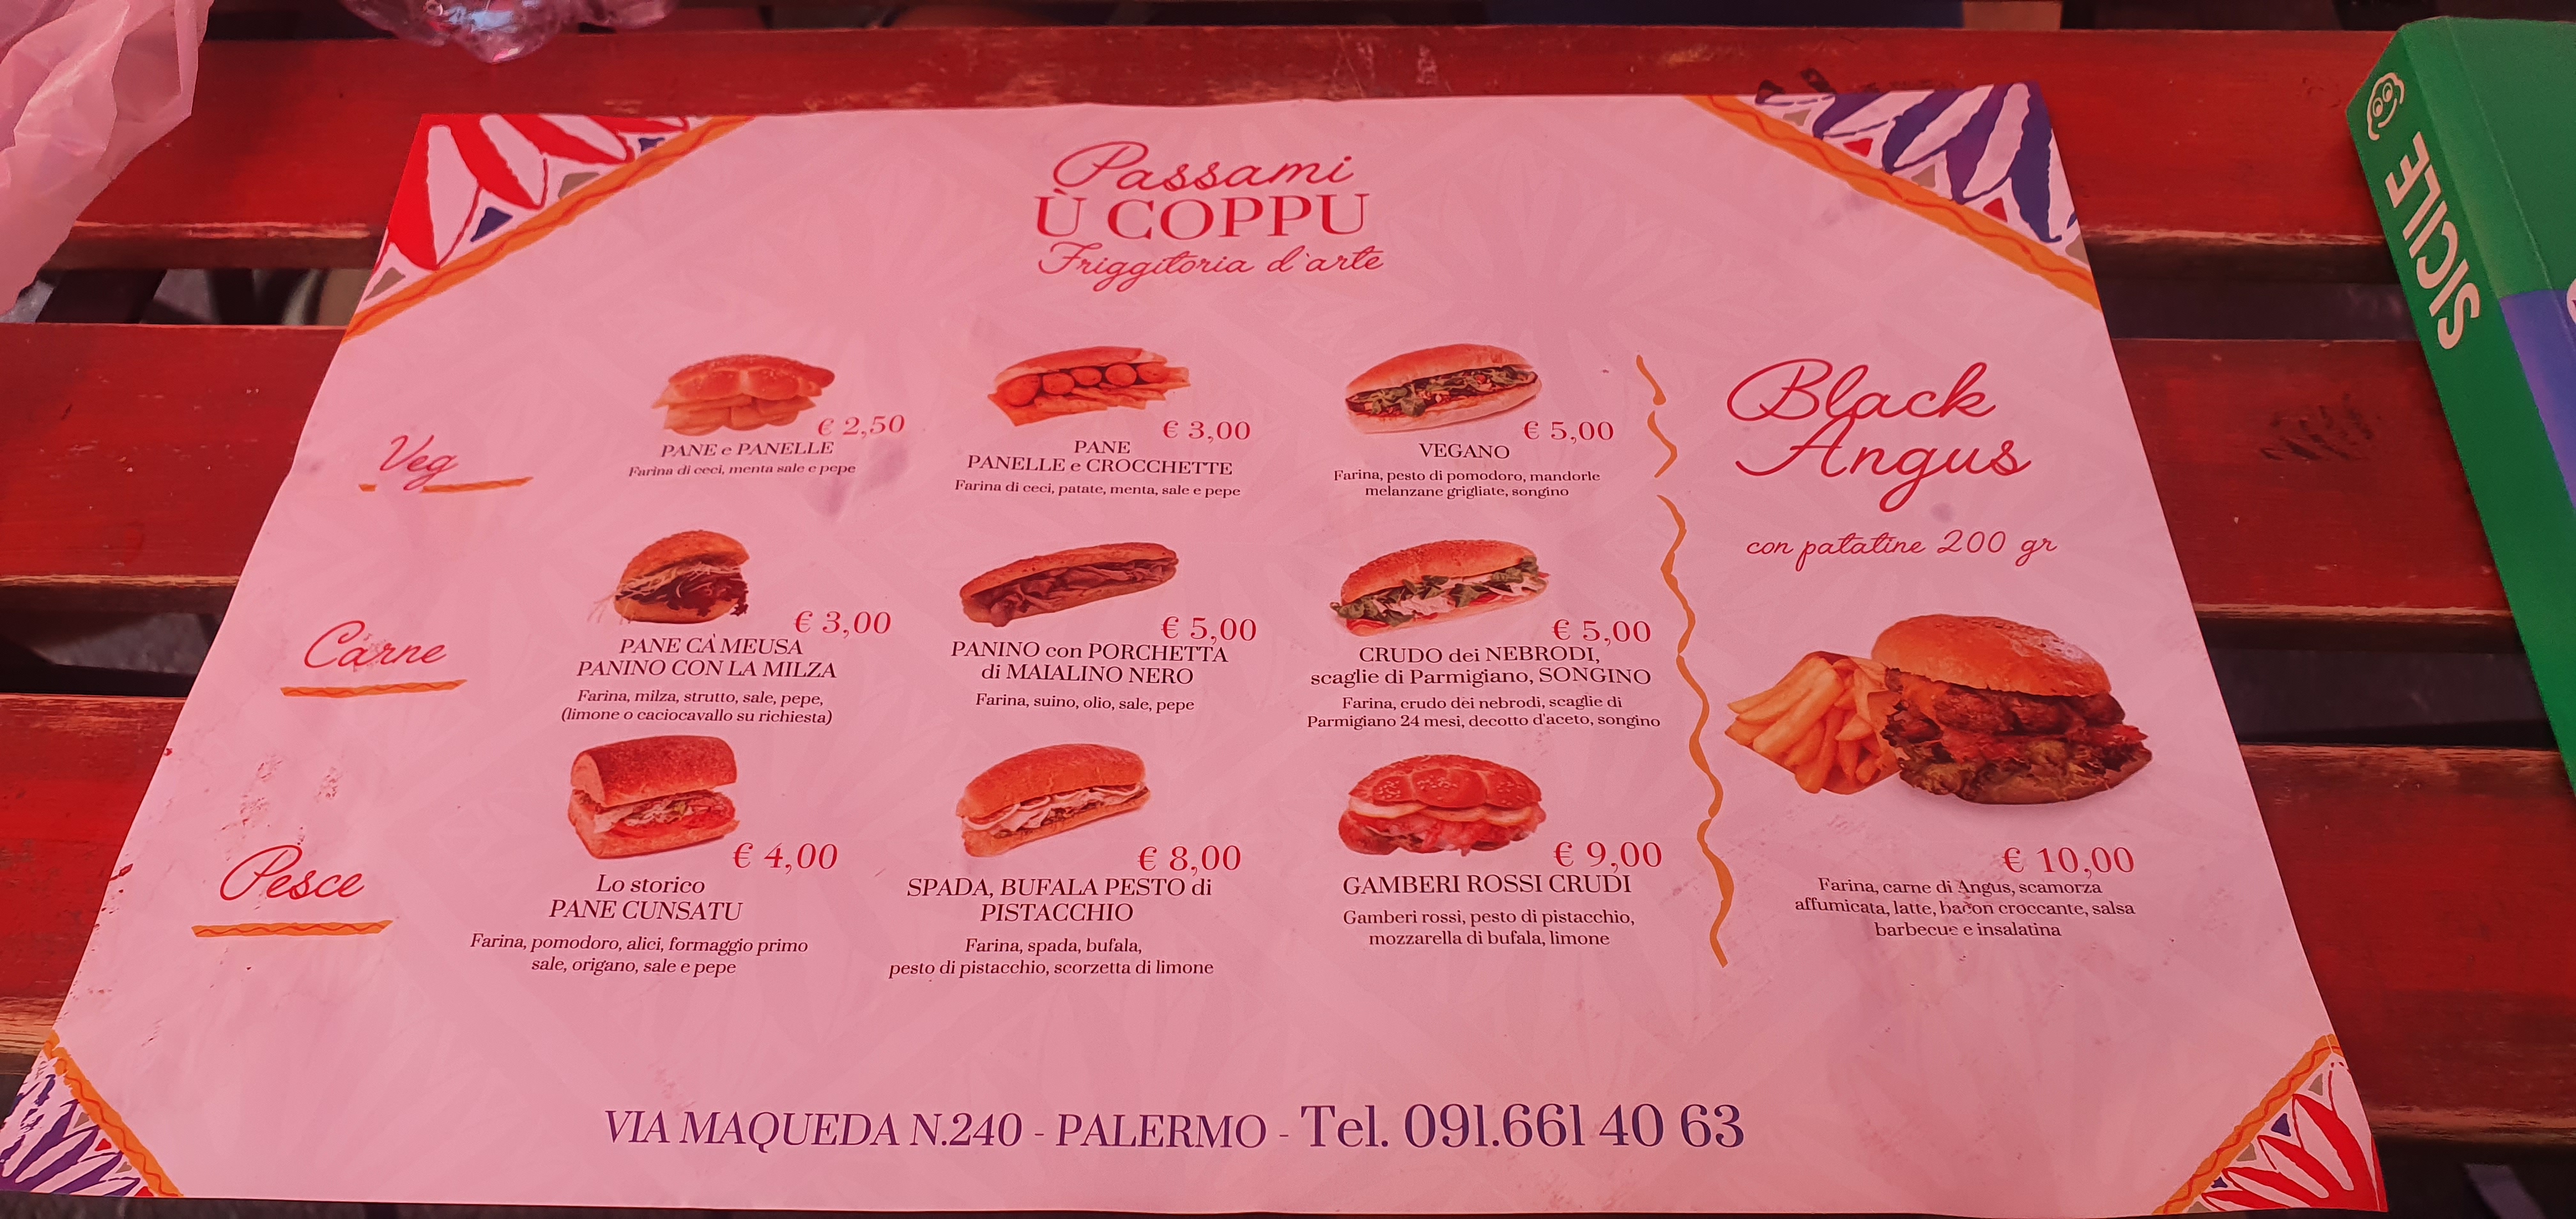 Passami
Ù COPPU
Friggitoria d'arte
Veg
€ 2,50
PANE e PANELLE
Farina di ceci, menta sale e pepe
€ 3,00
PANE
PANELLE e CROCCHETTE
Farina di ceci, patate, menta, sale e pepe
€ 5,00
VEGANO
Farina, pesto di pomodoro, mandorle
melanzane grigliate, songino
Carne
€ 3,00
PANE CÀ MEUSA
PANINO CON LA MILZA
Farina, milza, strutto, sale, pepe,
(limone o caciocavallo su richiesta)
€ 5,00
PANINO con PORCHETTA
di MAIALINO NERO
Farina, suino, olio, sale, pepe
€ 5,00
CRUDO dei NEBRODI,
scaglie di Parmigiano, SONGINO
Farina, crudo dei nebrodi, scaglie di
Parmigiano 24 mesi, decotto d'aceto, songino
Pesce
€ 4,00
Lo storico
PANE CUNSATU
Farina, pomodoro, alici, formaggio primo
sale, origano, sale e pepe
€ 8,00
SPADA, BUFALA PESTO di
PISTACCHIO
Farina, spada, bufala,
pesto di pistacchio, scorzetta di limone
€ 9,00
GAMBERI ROSSI CRUDI
Gamberi rossi, pesto di pistacchio,
mozzarella di bufala, limone
Black
Angus
con patatine 200 gr
€ 10,00
Farina, carne di Angus, scamorza
affumicata, latte, bacon croccante, salsa
barbecue e insalatina
VIA MAQUEDA N.240 - PALERMO - Tel. 091.661 40 63
SICILE